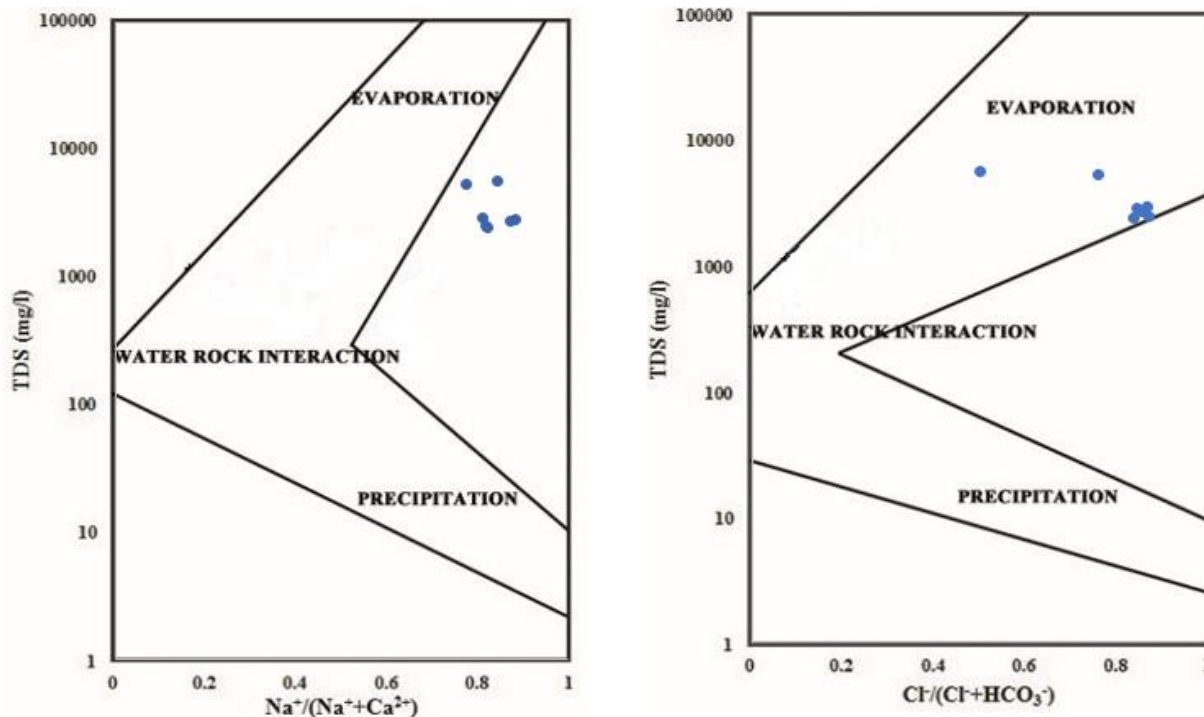 100000
10000
1000
100
10
1
TDS (mg/l)
EVAPORATION
WATER ROCK INTERACTION
PRECIPITATION
0 0.2 0.4 0.6 0.8 1
Na⁺/(Na⁺+Ca²⁺)
100000
10000
1000
100
10
1
TDS (mg/l)
EVAPORATION
WATER ROCK INTERACTION
PRECIPITATION
0 0.2 0.4 0.6 0.8
Cl⁻/(Cl⁻+HCO₃⁻)